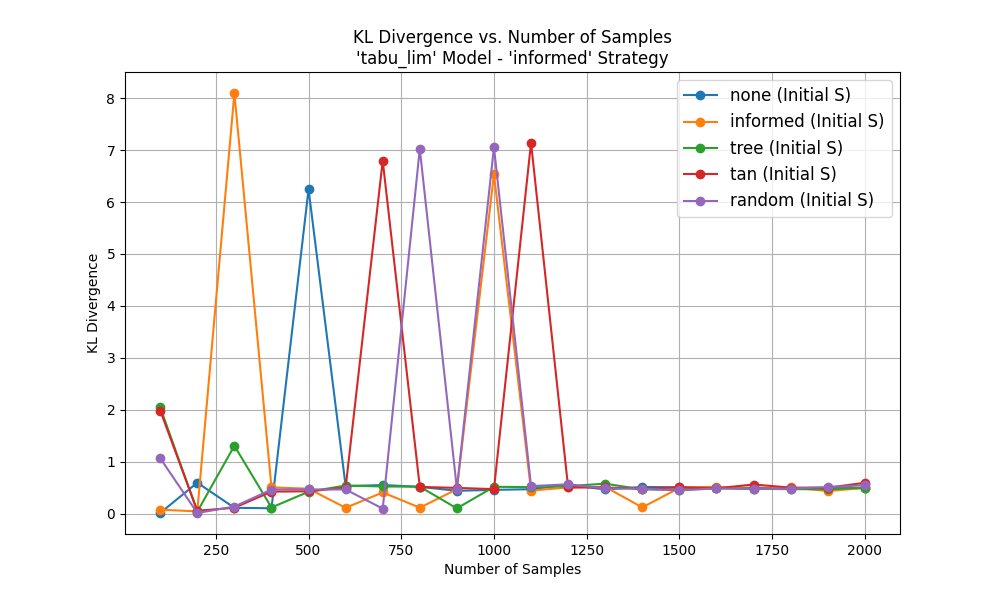 KL Divergence vs. Number of Samples
'tabu_lim' Model - 'informed' Strategy
none (Initial S)
informed (Initial S)
tree (Initial S)
tan (Initial S)
random (Initial S)
KL Divergence
8
7
6
5
4
3
2
1
0
250 500 750 1000 1250 1500 1750 2000
Number of Samples